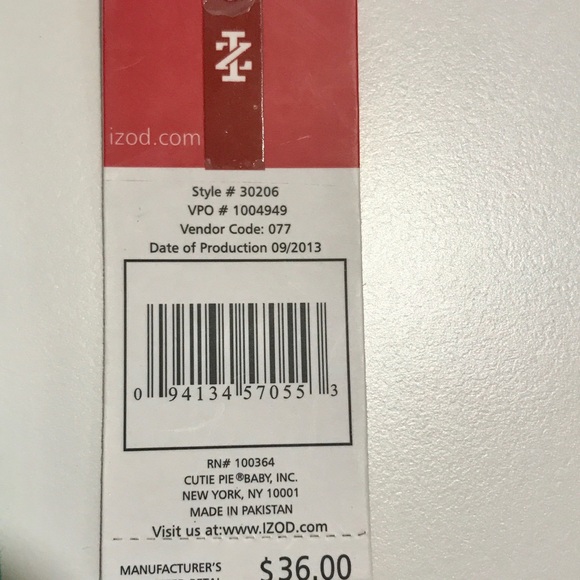 izod.com
Style # 30206
VPO # 1004949
Vendor Code: 077
Date of Production 09/2013
0 94134 57055 3
RN# 100364
CUTIE PIE®BABY, INC.
NEW YORK, NY 10001
MADE IN PAKISTAN
Visit us at:www.IZOD.com
MANUFACTURER'S
$36.00